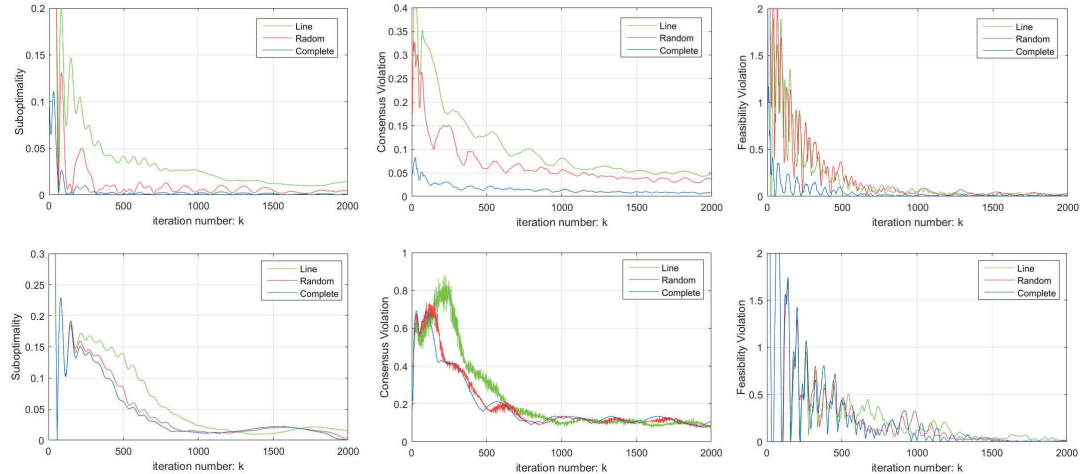 Suboptimality
0.2
0.15
0.1
0.05
0
0 500 1000 1500 2000
iteration number: k
Line
Radom
Complete
Consensus Violation
0.4
0.35
0.3
0.25
0.2
0.15
0.1
0.05
0
0 500 1000 1500 2000
iteration number: k
Line
Random
Complete
Feasibility Violation
2
1.5
1
0.5
0
0 500 1000 1500 2000
iteration number: k
Line
Random
Complete
Suboptimality
0.3
0.25
0.2
0.15
0.1
0.05
0
0 500 1000 1500 2000
iteration number: k
Line
Random
Complete
Consensus Violation
1
0.8
0.6
0.4
0.2
0
0 500 1000 1500 2000
iteration number: k
Line
Random
Complete
Feasibility Violation
2
1.5
1
0.5
0
0 500 1000 1500 2000
iteration number: k
Line
Random
Complete